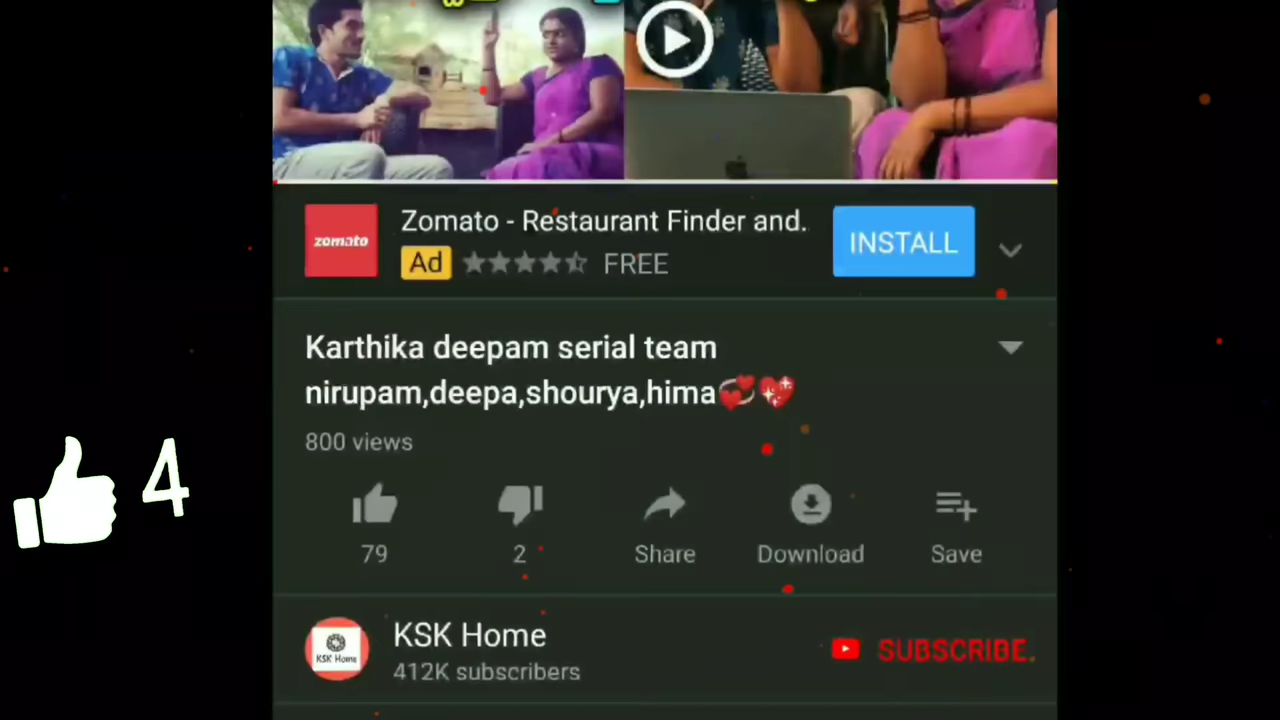 zomato
Zomato - Restaurant Finder and.
Ad
FREE
INSTALL
Karthika deepam serial team
nirupam,deepa,shourya,hima💞💖
800 views
4
79
2
Share
Download
Save
KSK Home
KSK Home
412K subscribers
SUBSCRIBE